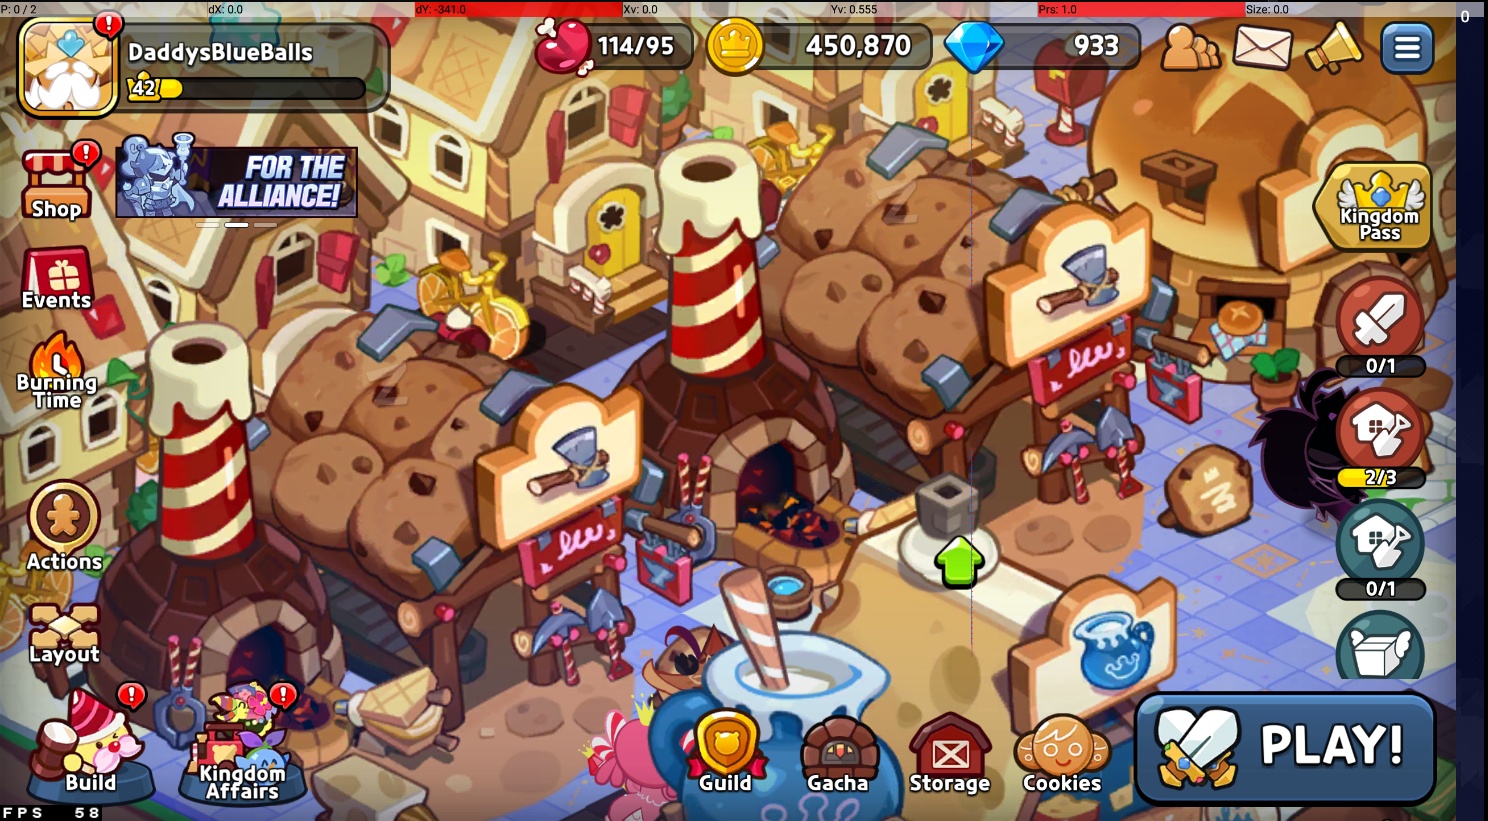 P: 0 / 2
dX: 0.0
dY: -341.0
Xv: 0.0
Yv: 0.555
Prs: 1.0
Size: 0.0
0
DaddysBlueBalls
42
114/95
450,870
933
Shop
FOR THE
ALLIANCE!
Kingdom
Pass
Events
Burning
Time
0/1
2/3
0/1
Actions
Layout
Build
Kingdom
Affairs
Guild
Gacha
Storage
Cookies
PLAY!
FPS 58